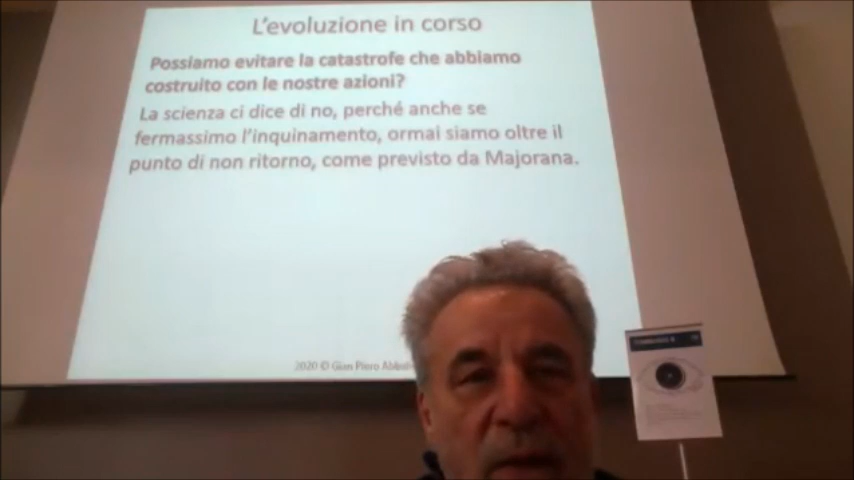 L'evoluzione in corso
Possiamo evitare la catastrofe che abbiamo
costruito con le nostre azioni?
La scienza ci dice di no, perché anche se
fermassimo l'inquinamento, ormai siamo oltre il
punto di non ritorno, come previsto da Majorana.
2020 © Gian Piero